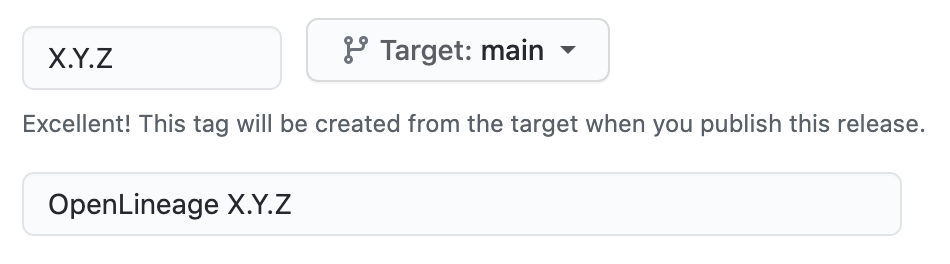 X.Y.Z Target: main
Excellent! This tag will be created from the target when you publish this release.
OpenLineage X.Y.Z